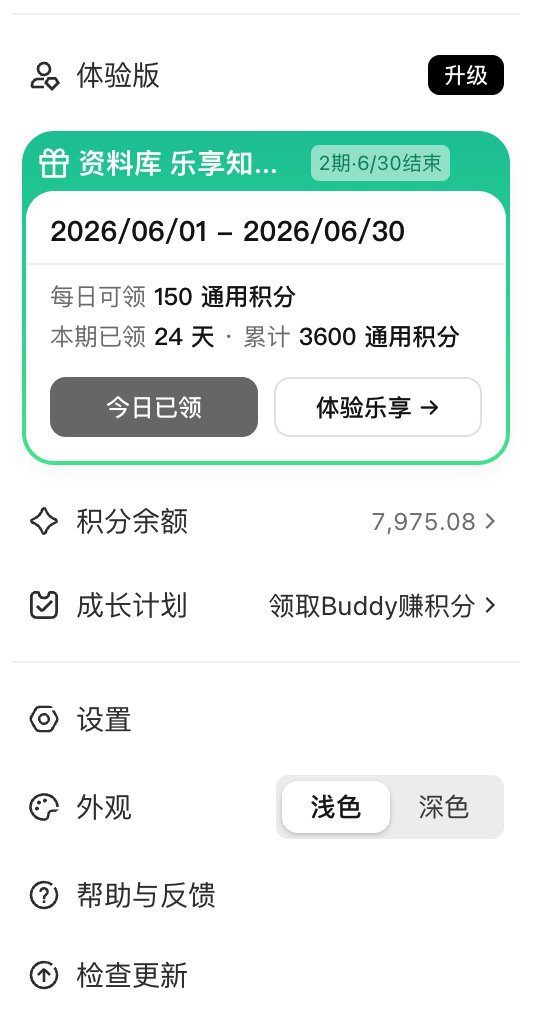 体验版 升级
资料库 乐享知... 2期·6/30结束
2026/06/01 – 2026/06/30
每日可领 150 通用积分
本期已领 24 天 · 累计 3600 通用积分
今日已领 体验乐享 →
积分余额 7,975.08 >
成长计划 领取Buddy赚积分 >
设置
外观 浅色 深色
帮助与反馈
检查更新